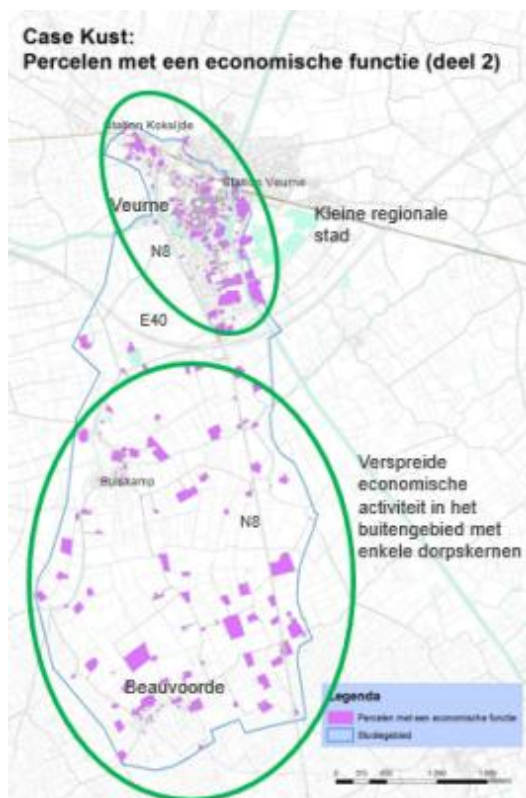 Case Kust:
Percelen met een economische functie (deel 2)
Station Koksijde
Station Veurne
Veurne
Kleine regionale
stad
N8
E40
Verspreide
economische
activiteit in het
buitengebied met
enkele dorpskernen
Bulskamp
N8
Beauvoorde
Legenda
Percelen met een economische functie
Studiegebied